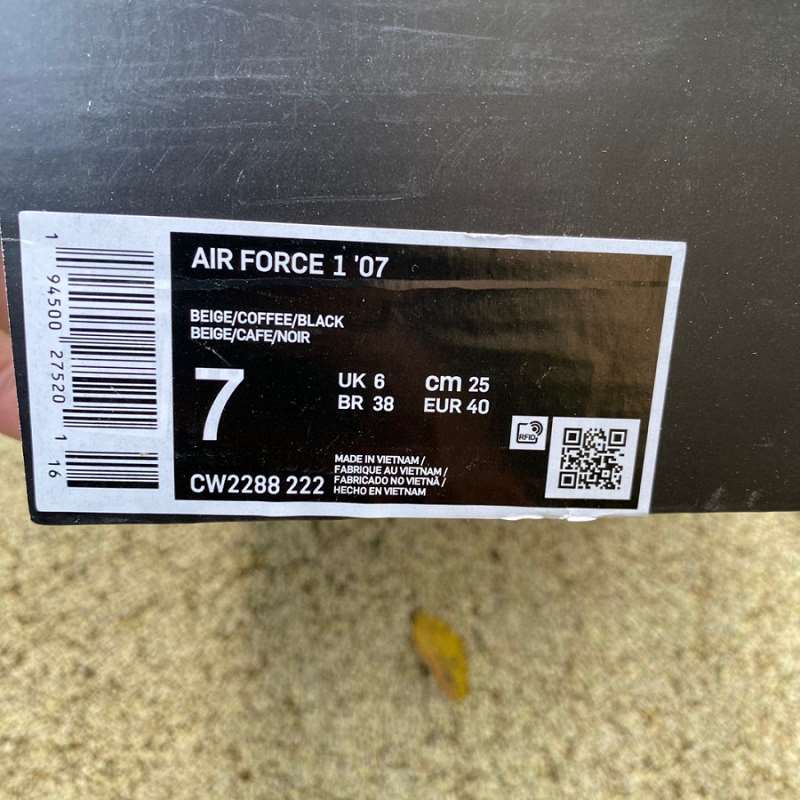 AIR FORCE 1 '07
BEIGE/COFFEE/BLACK
BEIGE/CAFE/NOIR
7
UK 6
cm 25
BR 38
EUR 40
RFID
CW2288 222
MADE IN VIETNAM /
FABRIQUE AU VIETNAM /
FABRICADO NO VIETNÃ /
HECHO EN VIETNAM
1 94500 27520 1 16